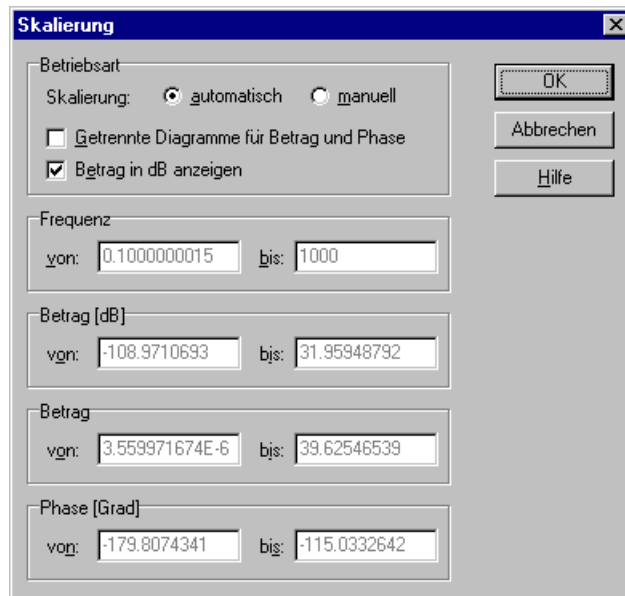 Skalierung
Betriebsart
Skalierung: automatisch manuell
Getrennte Diagramme für Betrag und Phase
Betrag in dB anzeigen
OK
Abbrechen
Hilfe
Frequenz
von: 0.1000000015 bis: 1000
Betrag [dB]
von: -108.9710693 bis: 31.95948792
Betrag
von: 3.559971674E-6 bis: 39.62546539
Phase [Grad]
von: -179.8074341 bis: -115.0332642